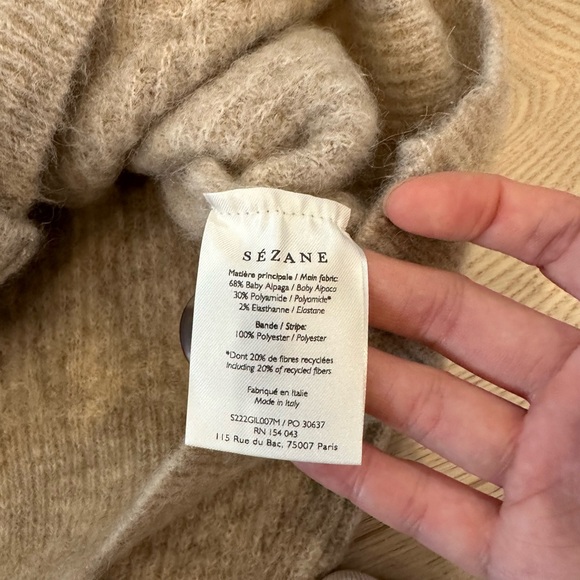 SÉZANE
Matière principale / Main fabric:
68% Baby Alpaga / Baby Alpaca
30% Polyamide / Polyamide*
2% Elasthanne / Elastane
Bande / Stripe:
100% Polyester / Polyester
*Dont 20% de fibres recyclées
Including 20% of recycled fibers
Fabriqué en Italie
Made in Italy
S222GIL007M / PO 30637
RN 154 043
115 Rue du Bac, 75007 Paris